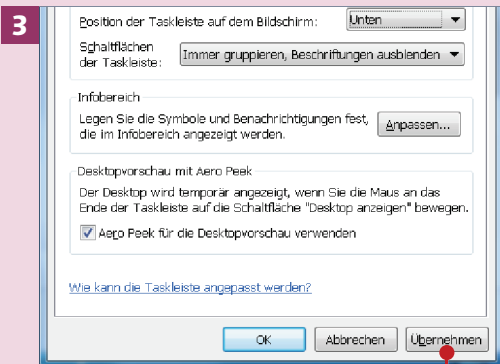 3
Position der Taskleiste auf dem Bildschirm: Unten
Schaltflächen
der Taskleiste: Immer gruppieren, Beschriftungen ausblenden
Infobereich
Legen Sie die Symbole und Benachrichtigungen fest,
die im Infobereich angezeigt werden. Anpassen...
Desktopvorschau mit Aero Peek
Der Desktop wird temporär angezeigt, wenn Sie die Maus an das
Ende der Taskleiste auf die Schaltfläche "Desktop anzeigen" bewegen.
Aero Peek für die Desktopvorschau verwenden
Wie kann die Taskleiste angepasst werden?
OK Abbrechen Übernehmen